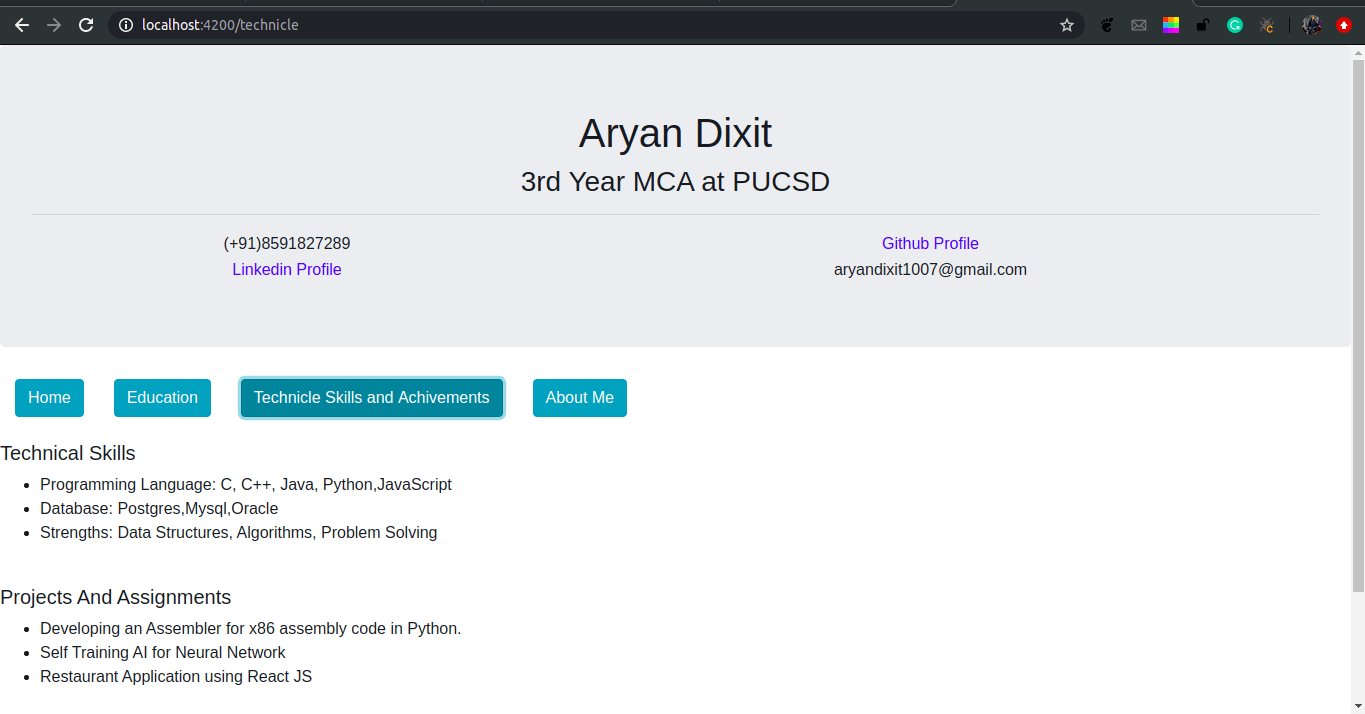 localhost:4200/technicle
Aryan Dixit
3rd Year MCA at PUCSD
(+91)8591827289
Github Profile
Linkedin Profile
aryandixit1007@gmail.com
Home
Education
Technicle Skills and Achivements
About Me
Technical Skills
Programming Language: C, C++, Java, Python,JavaScript
Database: Postgres,Mysql,Oracle
Strengths: Data Structures, Algorithms, Problem Solving
Projects And Assignments
Developing an Assembler for x86 assembly code in Python.
Self Training AI for Neural Network
Restaurant Application using React JS